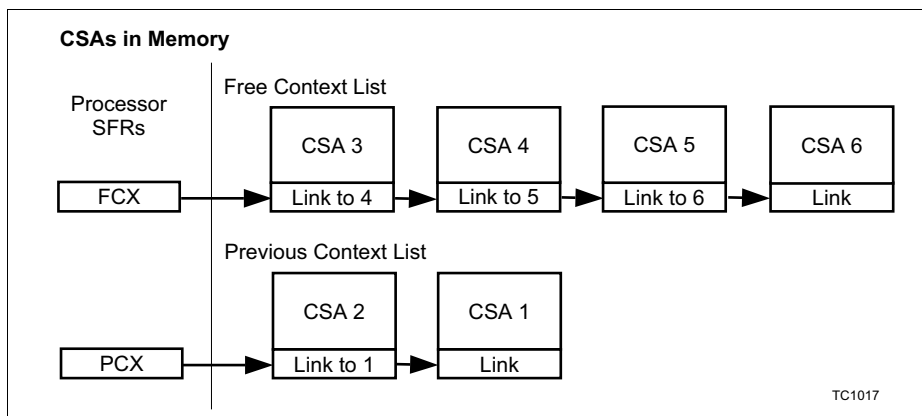 CSAs in Memory
Processor
SFRs
Free Context List
CSA 3
CSA 4
CSA 5
CSA 6
FCX
Link to 4
Link to 5
Link to 6
Link
Previous Context List
CSA 2
CSA 1
PCX
Link to 1
Link
TC1017